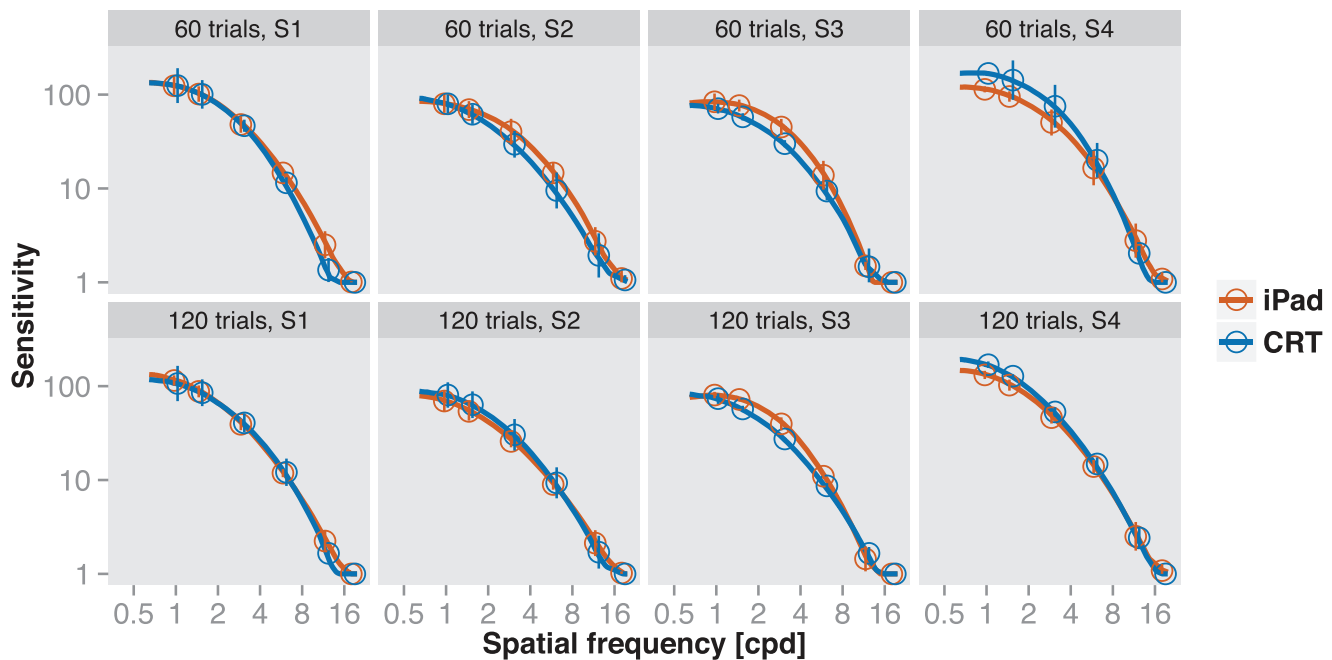 60 trials, S1
60 trials, S2
60 trials, S3
60 trials, S4
100
10
1
Sensitivity
iPad
CRT
120 trials, S1
120 trials, S2
120 trials, S3
120 trials, S4
100
10
1
0.5 1 2 4 8 16
0.5 1 2 4 8 16
0.5 1 2 4 8 16
0.5 1 2 4 8 16
Spatial frequency [cpd]